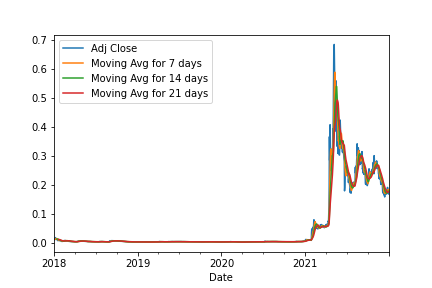 0.7
0.6
0.5
0.4
0.3
0.2
0.1
0.0
Adj Close
Moving Avg for 7 days
Moving Avg for 14 days
Moving Avg for 21 days
2018 2019 2020 2021
Date